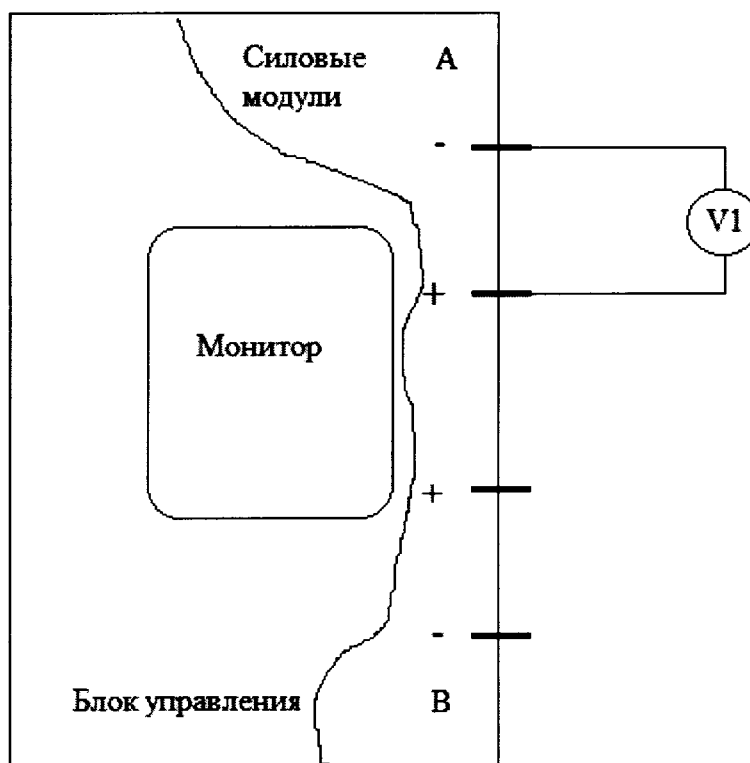 Силовые
модули
A
-
V1
+
Монитор
+
-
Блок управления
B